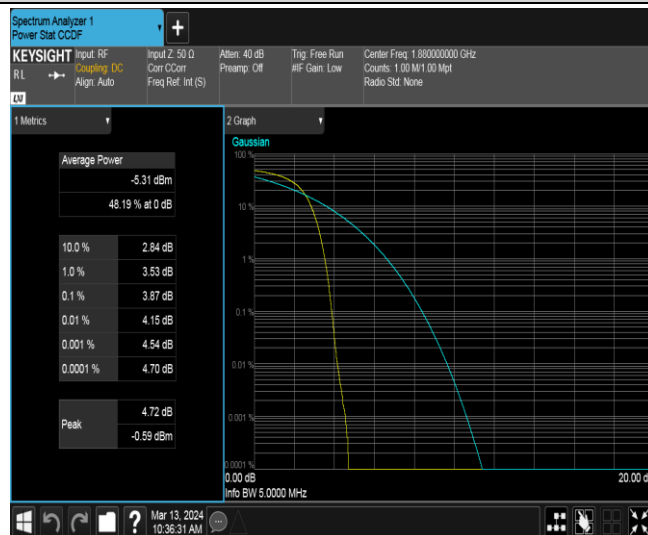 Spectrum Analyzer 1
Power Stat CCDF
+
KEYSIGHT
RL
LXI
Input: RF
Coupling: DC
Align: Auto
Input Z: 50 Ω
Corr CCorr
Freq Ref: Int (S)
Atten: 40 dB
Preamp: Off
Trig: Free Run
#IF Gain: Low
Center Freq: 1.880000000 GHz
Counts: 1.00 M/1.00 Mpt
Radio Std: None
1 Metrics
Average Power
-5.31 dBm
48.19 % at 0 dB
10.0 % 2.84 dB
1.0 % 3.53 dB
0.1 % 3.87 dB
0.01 % 4.15 dB
0.001 % 4.54 dB
0.0001 % 4.70 dB
Peak
4.72 dB
-0.59 dBm
2 Graph
Gaussian
100 %
10 %
1 %
0.1 %
0.01 %
0.001 %
0.0001 %
0.00 dB
20.00 d
Info BW 5.0000 MHz
?
Mar 13, 2024
10:36:31 AM